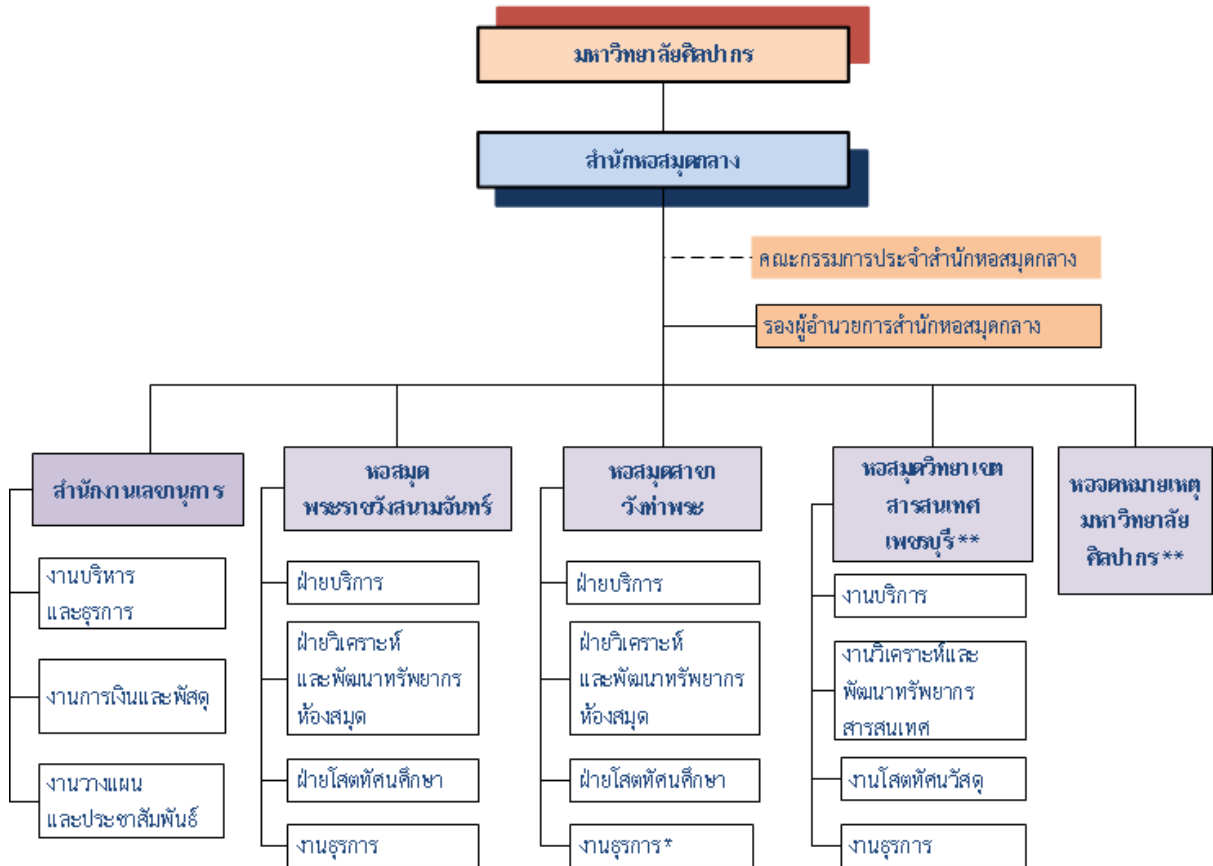 มหาวิทยาลัยศิลปากร
สำนักหอสมุดกลาง
คณะกรรมการประจำสำนักหอสมุดกลาง
รองผู้อำนวยการสำนักหอสมุดกลาง
สำนักงานเลขานุการ
งานบริหาร
และธุรการ
งานการเงินและพัสดุ
งานวางแผน
และประชาสัมพันธ์
หอสมุด
พระราชวังสนามจันทร์
ฝ่ายบริการ
ฝ่ายวิเคราะห์
และพัฒนาทรัพยากร
ห้องสมุด
ฝ่ายโสตทัศนศึกษา
งานธุรการ
หอสมุดสาขา
วังท่าพระ
ฝ่ายบริการ
ฝ่ายวิเคราะห์
และพัฒนาทรัพยากร
ห้องสมุด
ฝ่ายโสตทัศนศึกษา
งานธุรการ*
หอสมุดวิทยาเขต
สารสนเทศ
เพชรบุรี**
งานบริการ
งานวิเคราะห์และ
พัฒนาทรัพยากร
สารสนเทศ
งานโสตทัศนวัสดุ
งานธุรการ
หอจดหมายเหตุ
มหาวิทยาลัย
ศิลปากร**